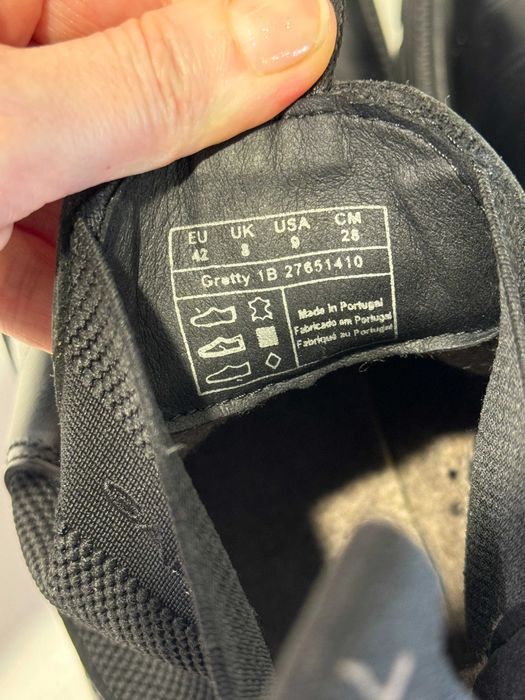 EU UK USA CM
42 8 9 28
Gretty 1B 27651410
Made in Portugal
Fabricado em Portugal
Fabriqué au Portugal